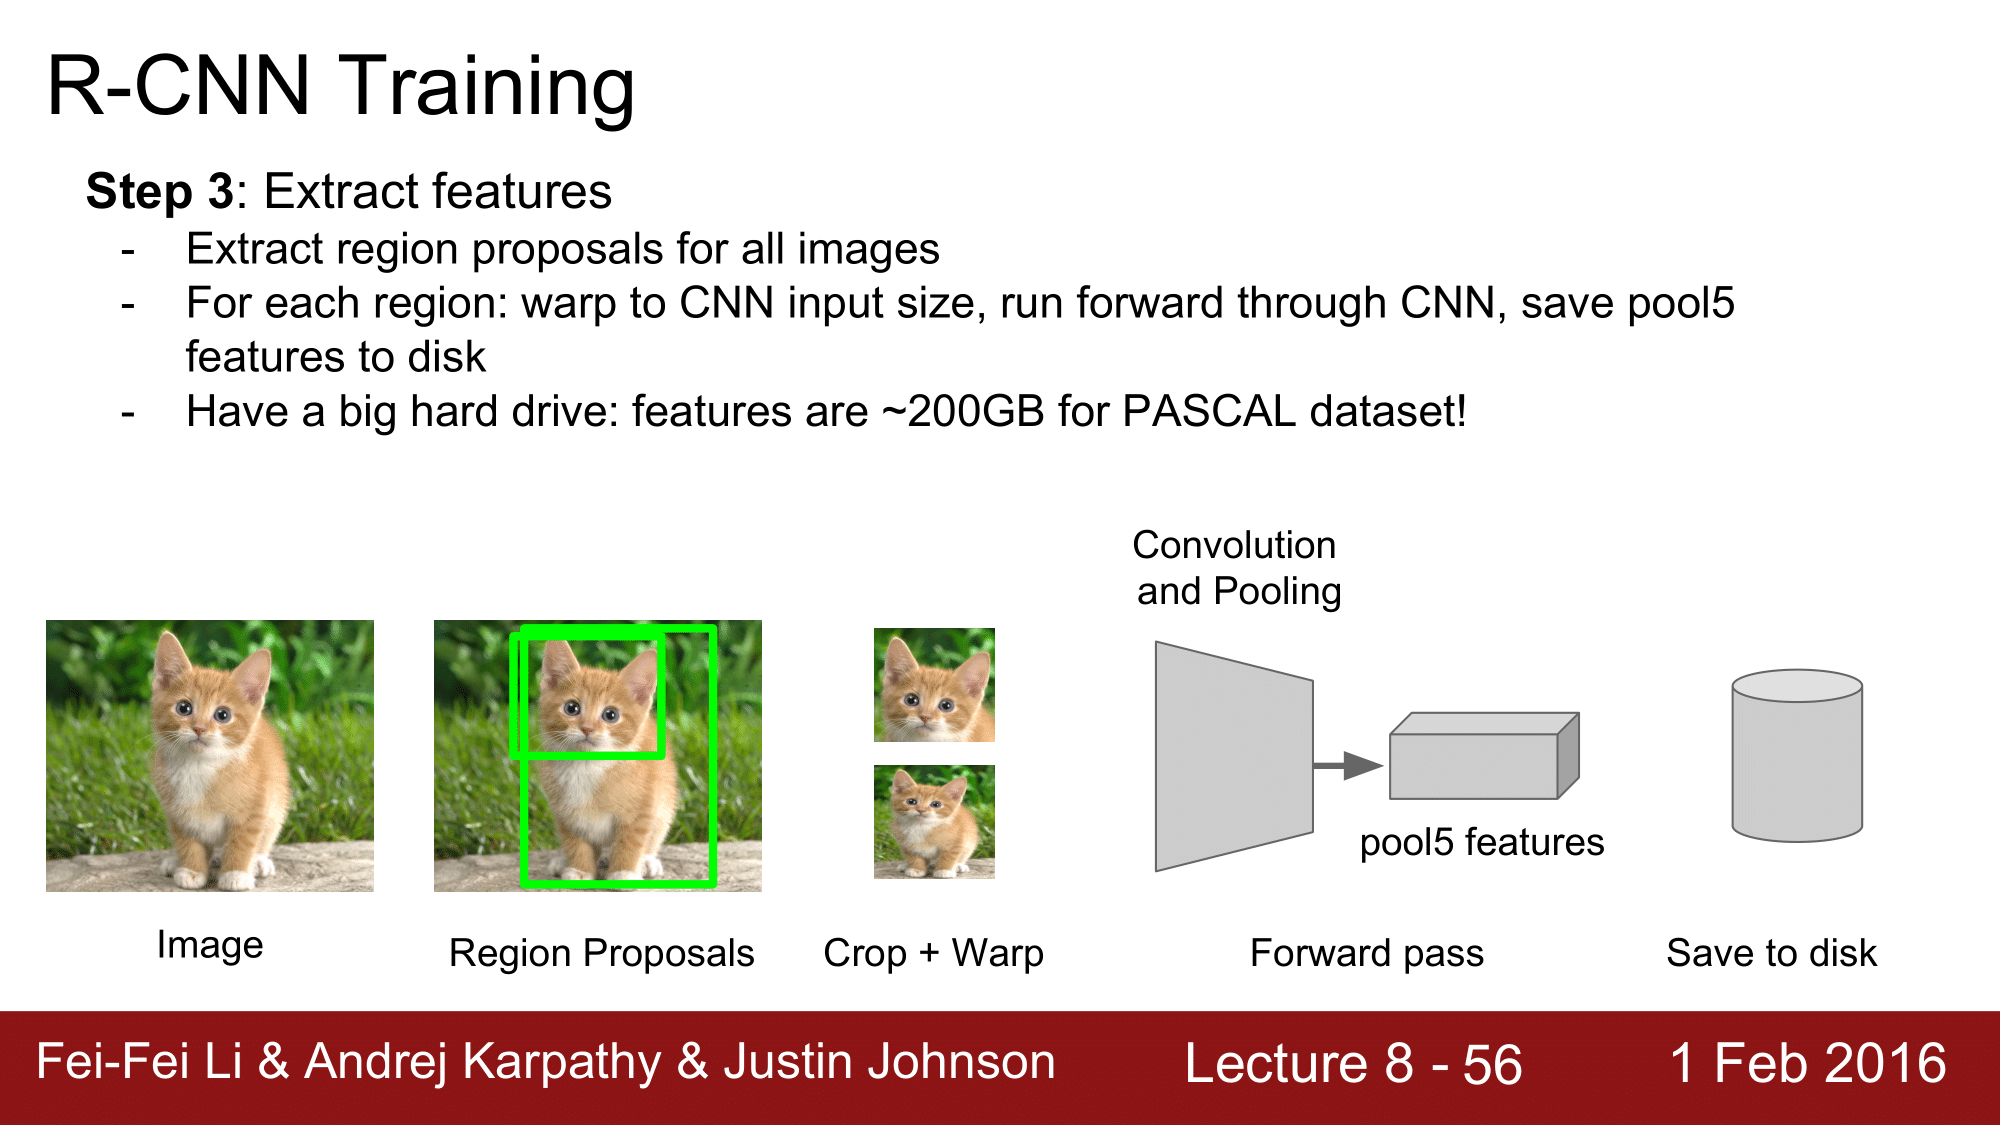 R-CNN Training
Step 3: Extract features
- Extract region proposals for all images
- For each region: warp to CNN input size, run forward through CNN, save pool5
features to disk
- Have a big hard drive: features are ~200GB for PASCAL dataset!
Convolution
and Pooling
pool5 features
Image
Region Proposals
Crop + Warp
Forward pass
Save to disk
Fei-Fei Li & Andrej Karpathy & Justin Johnson
Lecture 8 - 56
1 Feb 2016